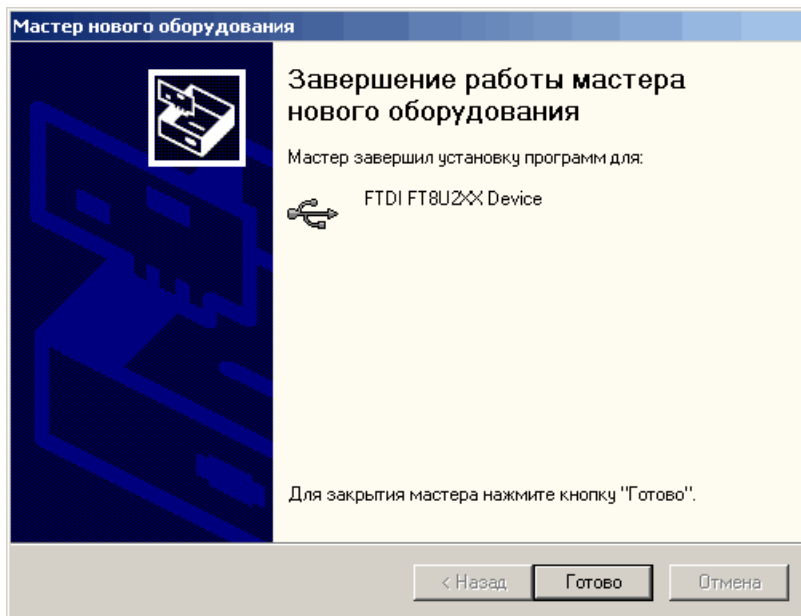 Мастер нового оборудования
Завершение работы мастера
нового оборудования
Мастер завершил установку программ для:
FTDI FT8U2XX Device
Для закрытия мастера нажмите кнопку "Готово".
< Назад
Готово
Отмена